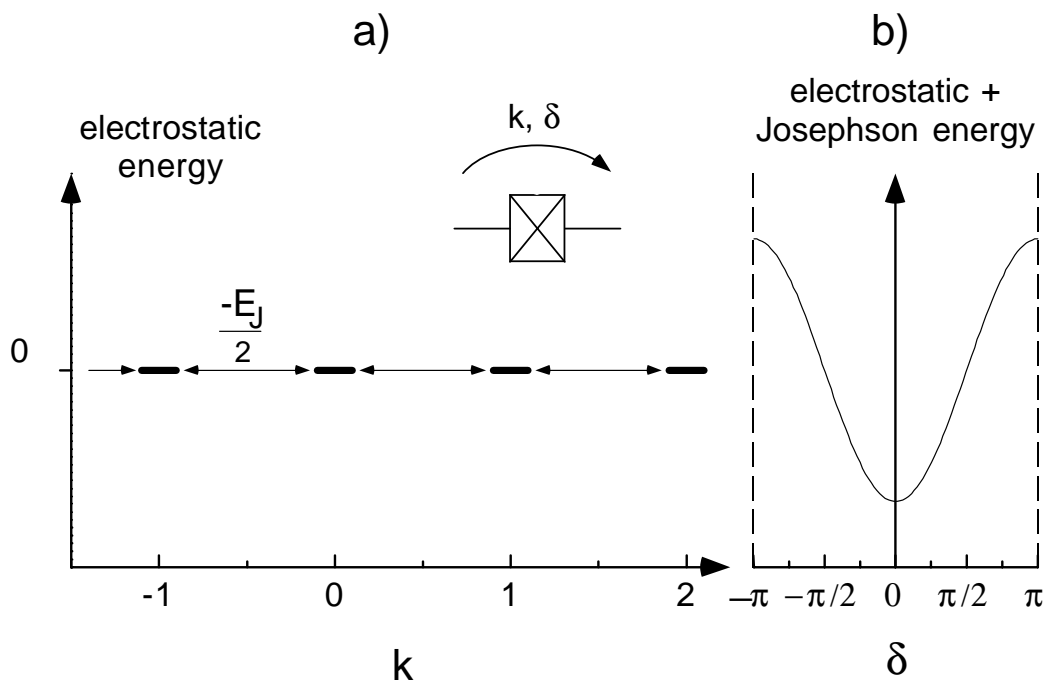 a)
b)
electrostatic
energy
k, δ
electrostatic +
Josephson energy
-E_J
2
0
-1
0
1
2
k
–π
–π/2
0
π/2
π
δ